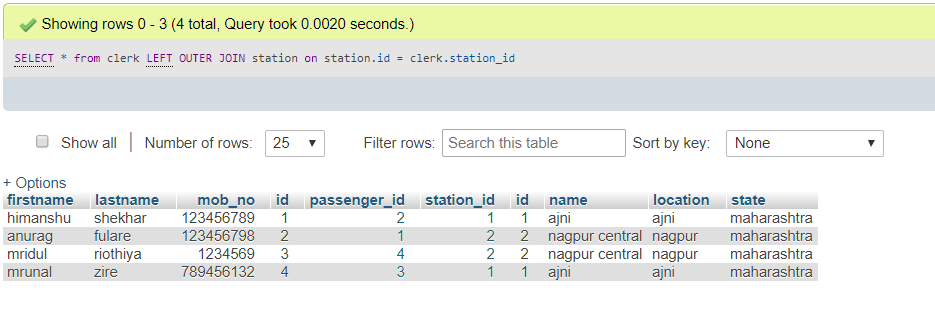 Showing rows 0 - 3 (4 total, Query took 0.0020 seconds.)
SELECT * from clerk LEFT OUTER JOIN station on station.id = clerk.station_id
Show all Number of rows: 25 Filter rows: Search this table Sort by key: None
+ Options
firstname lastname mob_no id passenger_id station_id id name location state
himanshu shekhar 123456789 1 2 1 1 ajni ajni maharashtra
anurag fulare 123456798 2 1 2 2 nagpur central nagpur maharashtra
mridul riothiya 1234569 3 4 2 2 nagpur central nagpur maharashtra
mrunal zire 789456132 4 3 1 1 ajni ajni maharashtra